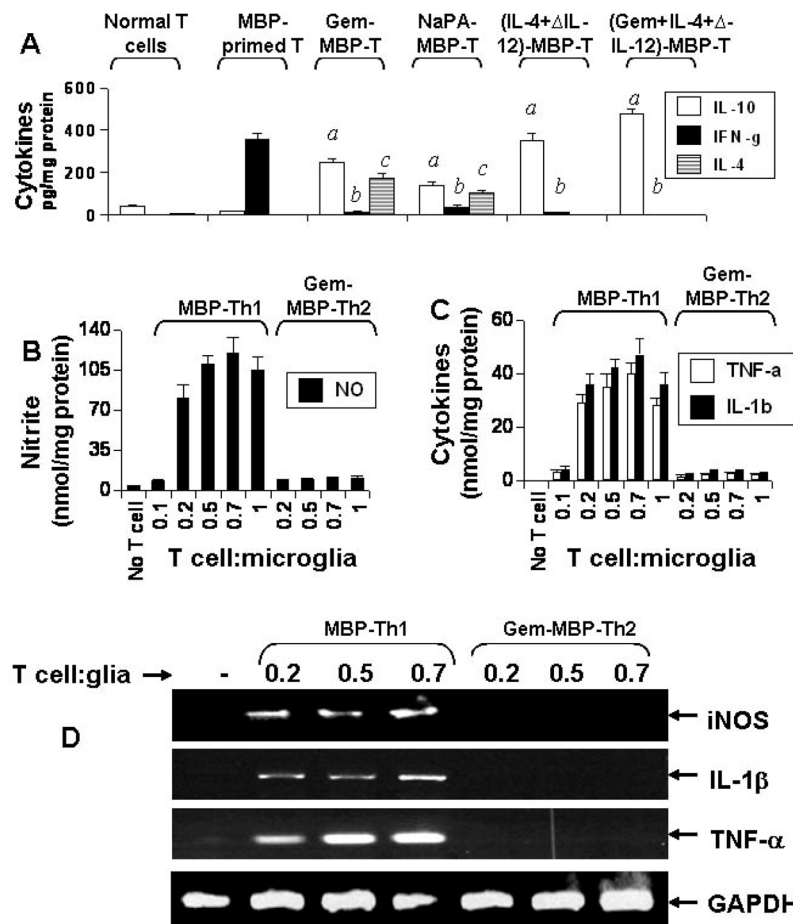 A
Normal T cells
MBP-primed T
Gem-MBP-T
NaPA-MBP-T
(IL-4+ΔIL-12)-MBP-T
(Gem+IL-4+Δ-IL-12)-MBP-T
Cytokines
pg/mg protein
600
400
200
0
a
b
c
a
b
c
a
b
a
b
IL-10
IFN-g
IL-4
B
MBP-Th1
Gem-MBP-Th2
Nitrite
(nmol/mg protein)
140
105
70
35
0
NO
No T cell
0.1
0.2
0.5
0.7
1
0.2
0.5
0.7
1
T cell:microglia
C
MBP-Th1
Gem-MBP-Th2
Cytokines
(nmol/mg protein)
60
40
20
0
TNF-a
IL-1b
No T cell
0.1
0.2
0.5
0.7
1
0.2
0.5
0.7
1
T cell:microglia
D
MBP-Th1
Gem-MBP-Th2
T cell:glia → - 0.2 0.5 0.7 0.2 0.5 0.7
iNOS
IL-1β
TNF-α
GAPDH